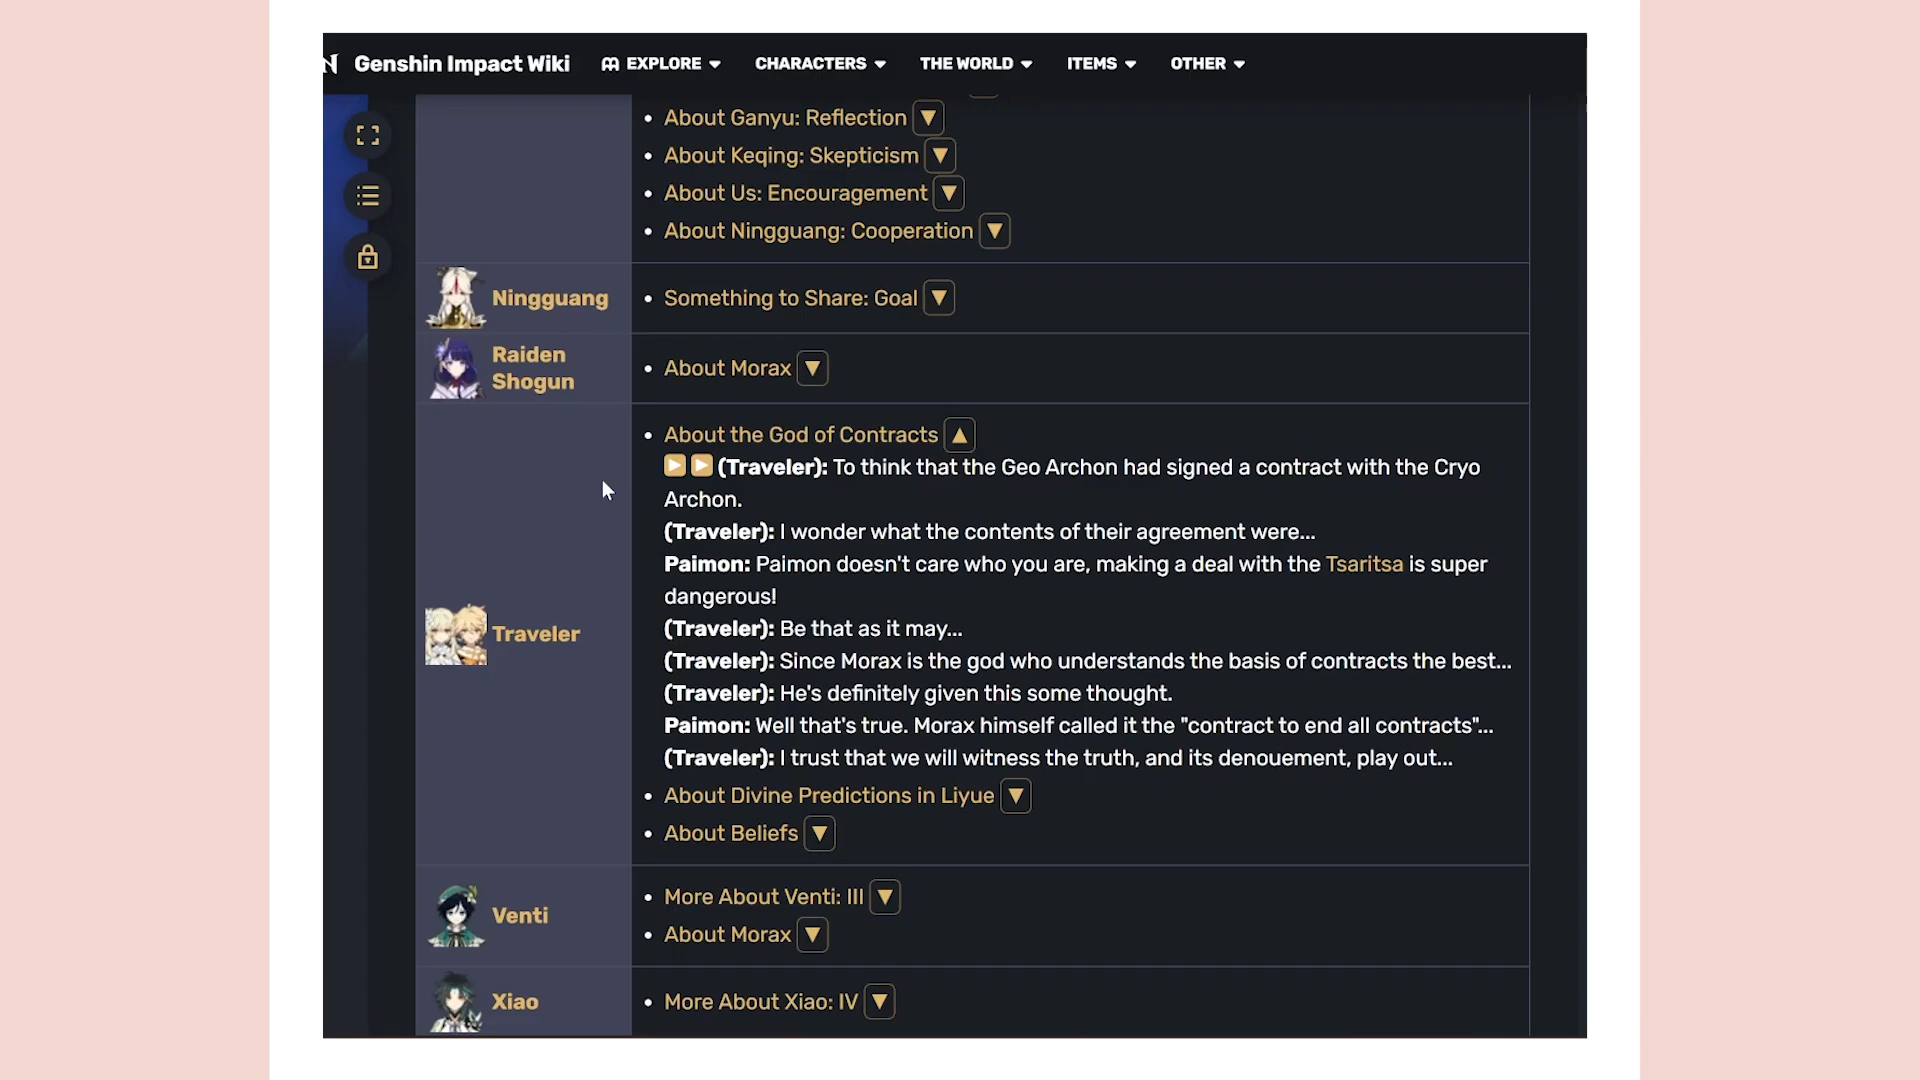 Genshin Impact Wiki EXPLORE CHARACTERS THE WORLD ITEMS OTHER
About Ganyu: Reflection
About Keqing: Skepticism
About Us: Encouragement
About Ningguang: Cooperation
Ningguang
Something to Share: Goal
Raiden
Shogun
About Morax
Traveler
About the God of Contracts
(Traveler): To think that the Geo Archon had signed a contract with the Cryo
Archon.
(Traveler): I wonder what the contents of their agreement were...
Paimon: Paimon doesn't care who you are, making a deal with the Tsaritsa is super
dangerous!
(Traveler): Be that as it may...
(Traveler): Since Morax is the god who understands the basis of contracts the best...
(Traveler): He's definitely given this some thought.
Paimon: Well that's true. Morax himself called it the "contract to end all contracts"...
(Traveler): I trust that we will witness the truth, and its denouement, play out...
About Divine Predictions in Liyue
About Beliefs
Venti
More About Venti: III
About Morax
Xiao
More About Xiao: IV